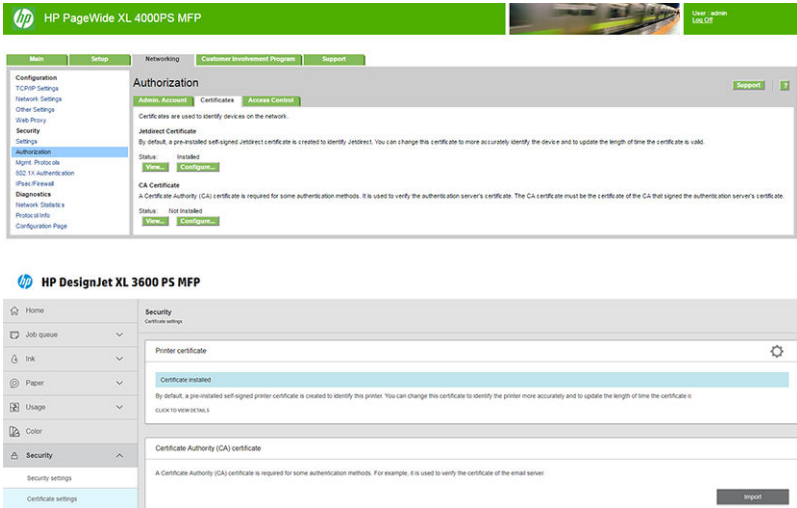 HP PageWide XL 4000PS MFP
User : admin
Log Off
Main
Setup
Networking
Customer Involvement Program
Support
Configuration
TCP/IP Settings
Network Settings
Other Settings
Web Proxy
Security
Settings
Authorization
Mgmt. Protocols
802.1X Authentication
IPsec/Firewall
Diagnostics
Network Statistics
Protocol Info
Configuration Page
Authorization
Support
?
Admin. Account
Certificates
Access Control
Certificates are used to identify devices on the network.
Jetdirect Certificate
By default, a pre-installed self-signed Jetdirect certificate is created to identify Jetdirect. You can change this certificate to more accurately identify the device and to update the length of time the certificate is valid.
Status: Installed
View... Configure...
CA Certificate
A Certificate Authority (CA) certificate is required for some authentication methods. It is used to verify the authentication server's certificate. The CA certificate must be the certificate of the CA that signed the authentication server's certificate.
Status: Not Installed
View... Configure...
hp HP DesignJet XL 3600 PS MFP
Home
Job queue
Ink
Paper
Usage
Color
Security
Security settings
Certificate settings
Security
Certificate settings
Printer certificate
Certificate installed
By default, a pre-installed self-signed printer certificate is created to identify this printer. You can change this certificate to identify the printer more accurately and to update the length of time the certificate is
CLICK TO VIEW DETAILS
Certificate Authority (CA) certificate
A Certificate Authority (CA) certificate is required for some authentication methods. For example, it is used to verify the certificate of the email server.
Import